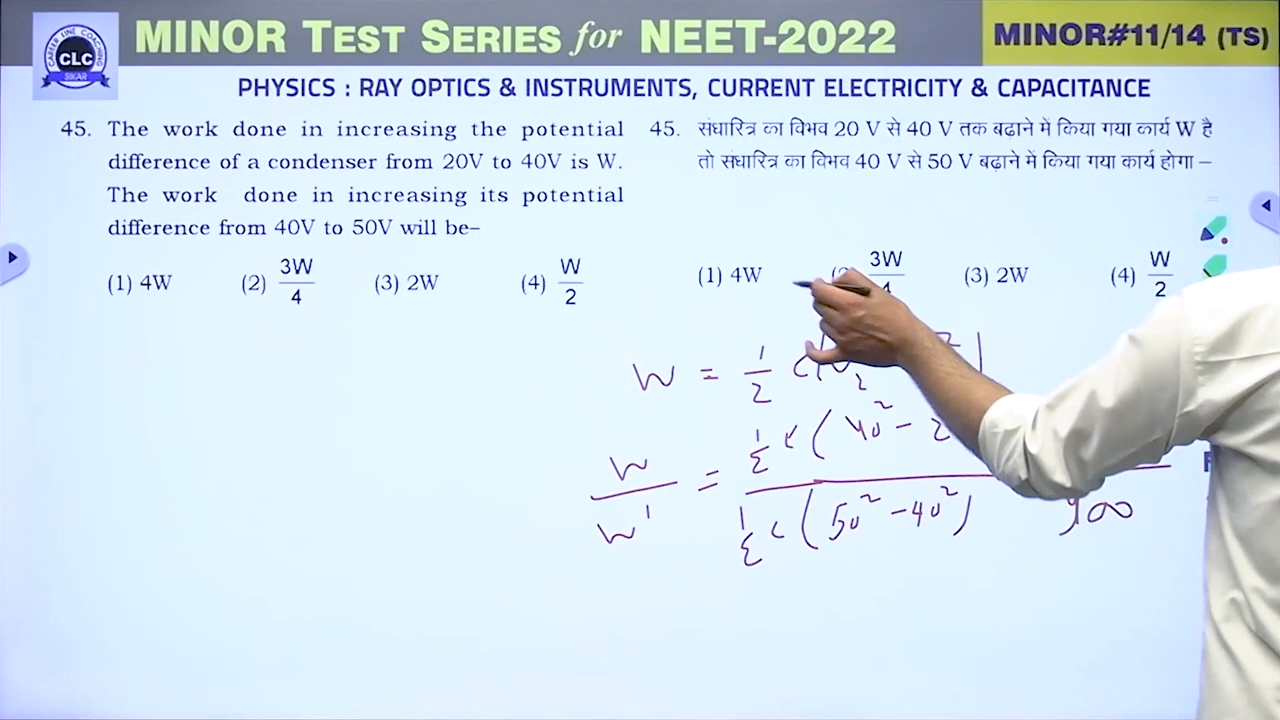 CAREER LINE COACHING
CLC
SIKAR
MINOR TEST SERIES for NEET-2022
MINOR#11/14 (TS)
PHYSICS : RAY OPTICS & INSTRUMENTS, CURRENT ELECTRICITY & CAPACITANCE
45. The work done in increasing the potential
difference of a condenser from 20V to 40V is W.
The work done in increasing its potential
difference from 40V to 50V will be–
(1) 4W (2) 3W/4 (3) 2W (4) W/2
45. संधारित्र का विभव 20 V से 40 V तक बढाने में किया गया कार्य W है
तो संधारित्र का विभव 40 V से 50 V बढ़ाने में किया गया कार्य होगा –
(1) 4W 3W (3) 2W (4) W/2
W = 1/2 C
1/2 C (40² – 2
W/W' =
1/2 C (50² – 40²) 900